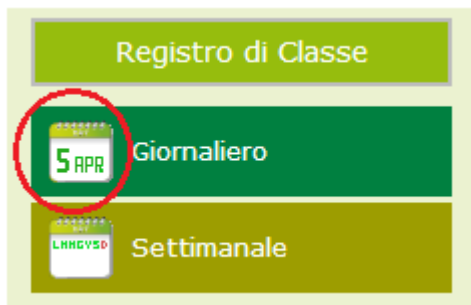 Registro di Classe
5 APR
Giornaliero
LMMGVSD
Settimanale